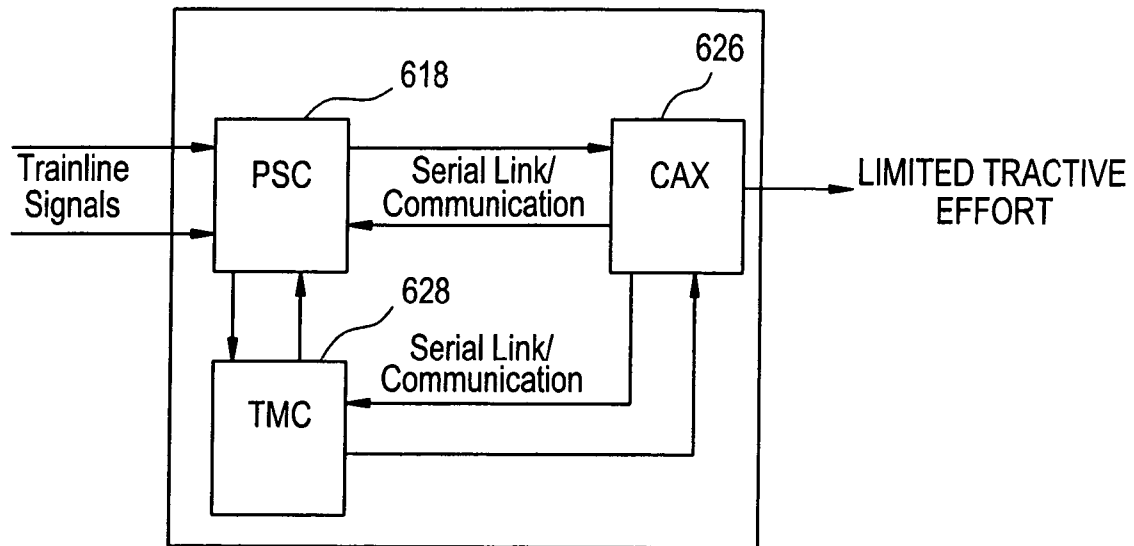 618
626
Trainline
Signals
PSC
Serial Link/
Communication
CAX
LIMITED TRACTIVE
EFFORT
628
TMC
Serial Link/
Communication